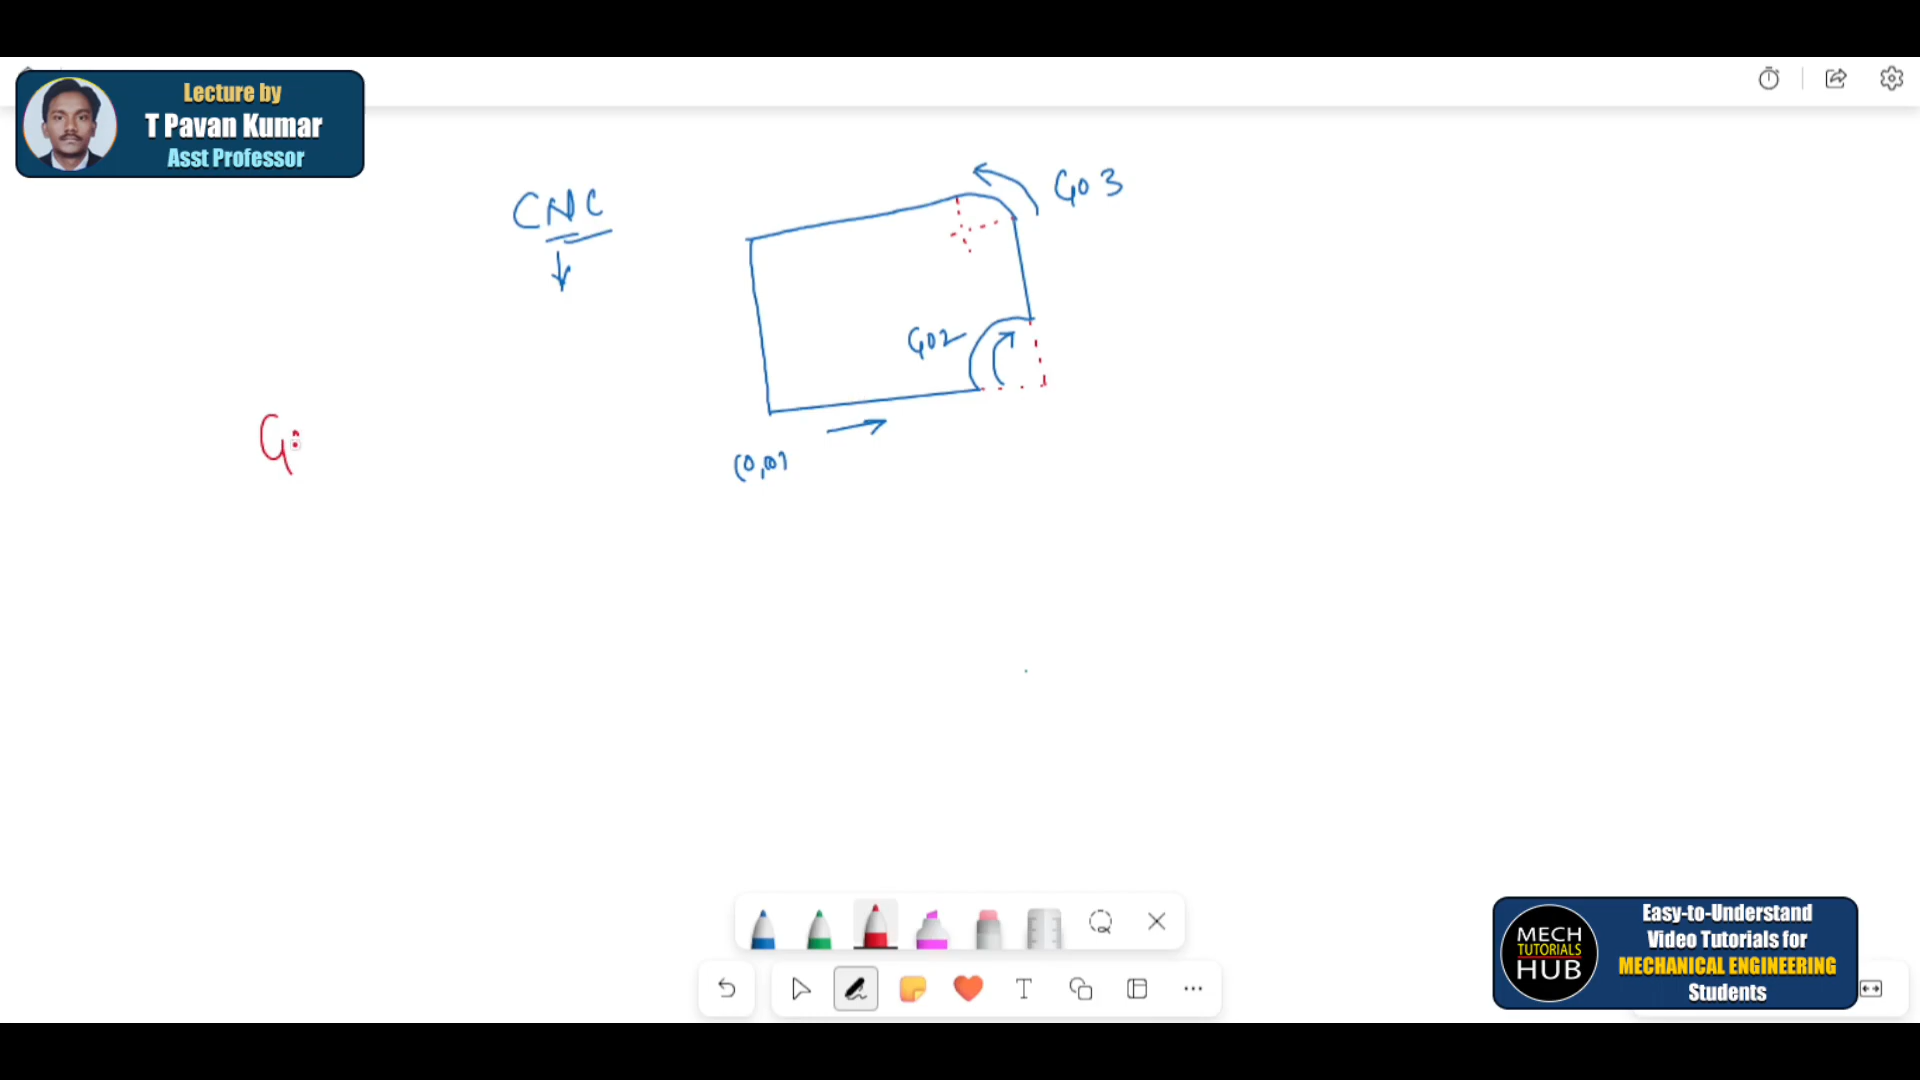 Lecture by
T Pavan Kumar
Asst Professor
CNC
G03
G02
(0,0)
G
MECH
TUTORIALS
HUB
Easy-to-Understand
Video Tutorials for
MECHANICAL ENGINEERING
Students